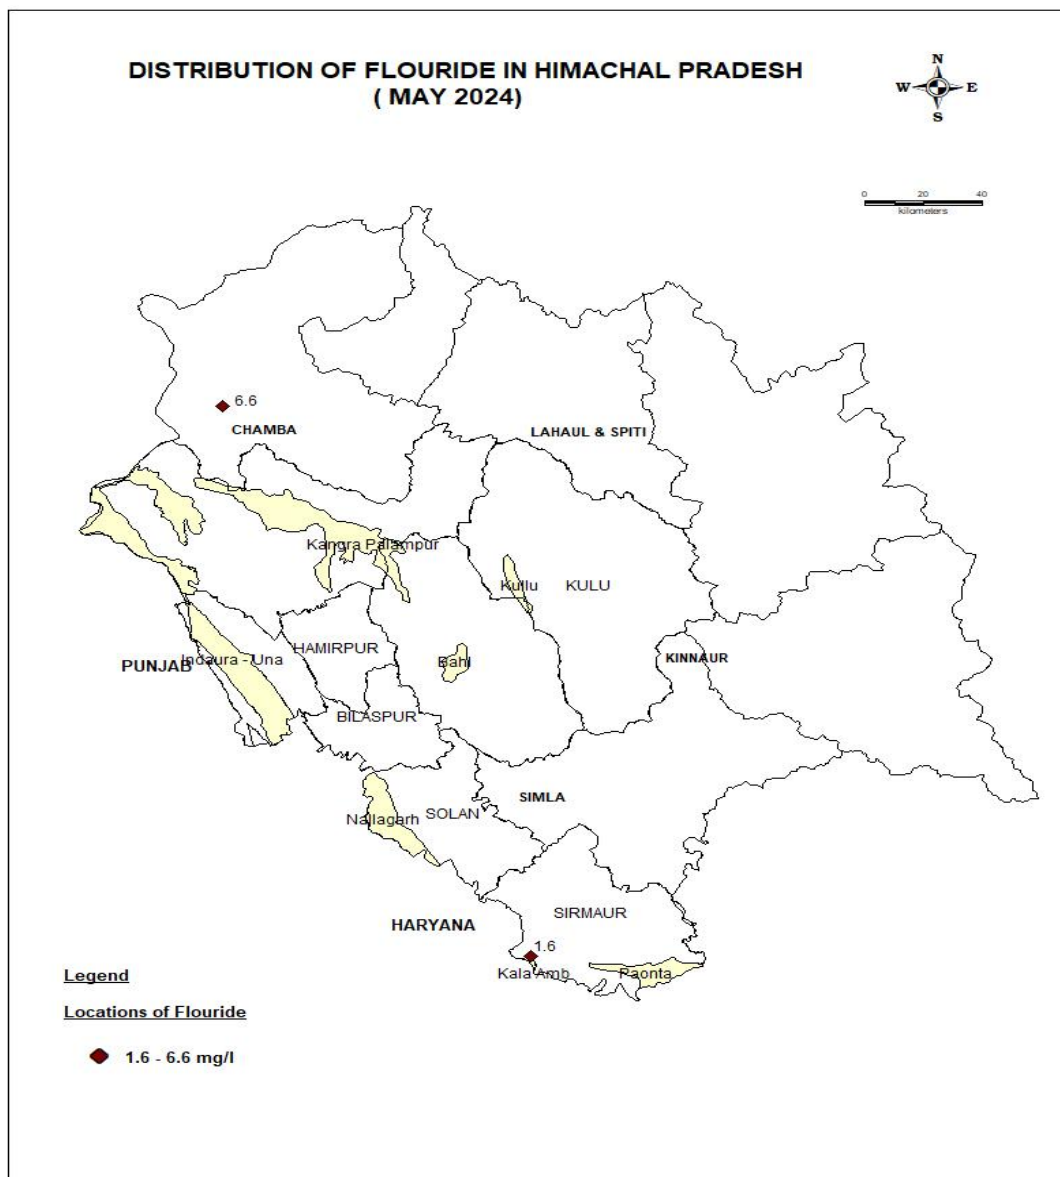 DISTRIBUTION OF FLOURIDE IN HIMACHAL PRADESH
( MAY 2024)
N
W E
S
0 20 40
kilometers
6.6
CHAMBA
LAHAUL & SPITI
Kangra Palampur
Kullu KULU
HAMIRPUR
Indaura - Una
PUNJAB
Bahl
KINNAUR
BILASPUR
SIMLA
SOLAN
Nallagarh
SIRMAUR
HARYANA
1.6
Kala Amb
Paonta
Legend
Locations of Flouride
1.6 - 6.6 mg/l